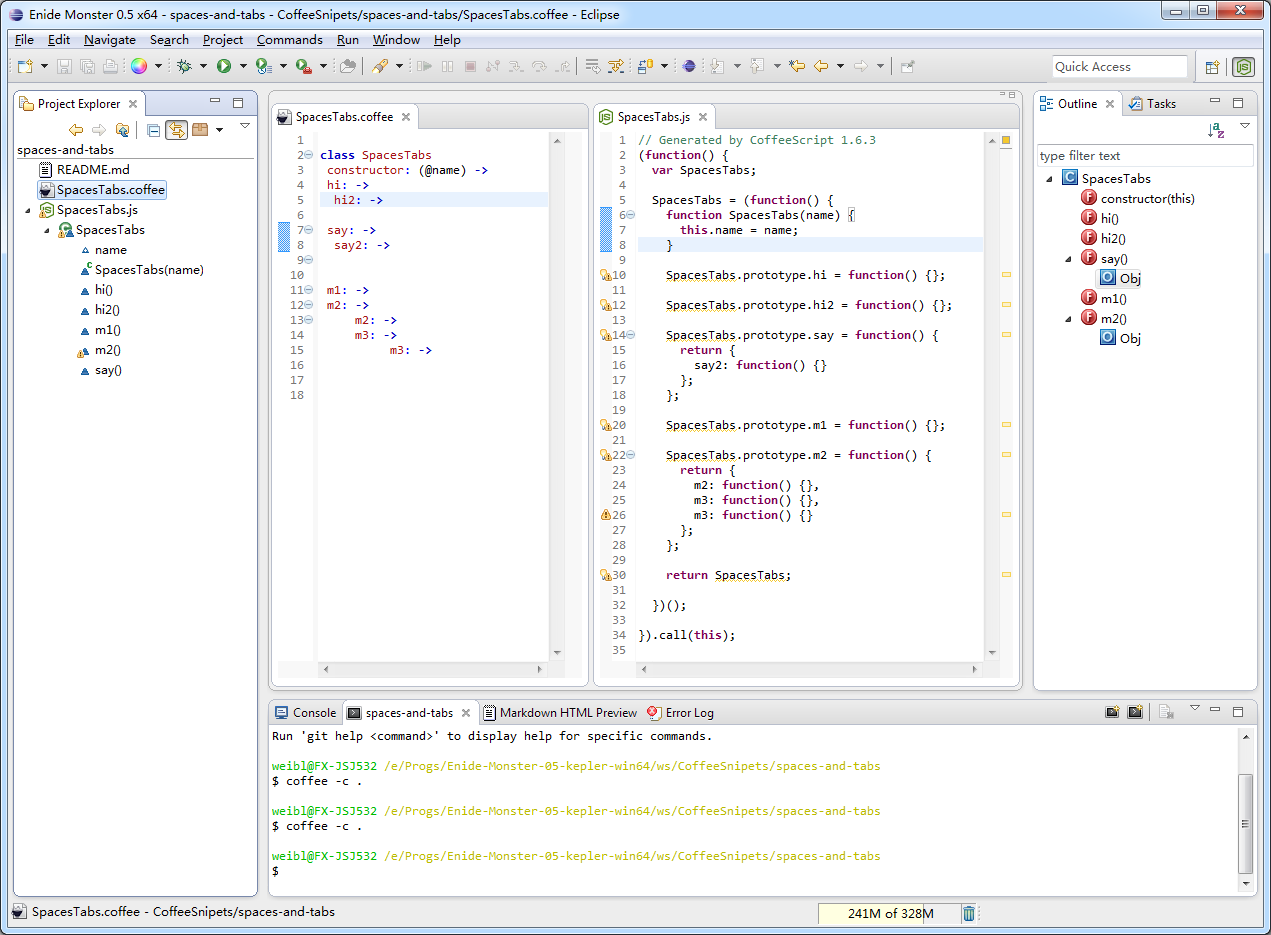 Enide Monster 0.5 x64 - spaces-and-tabs - CoffeeSnipets/spaces-and-tabs/SpacesTabs.coffee - Eclipse
File Edit Navigate Search Project Commands Run Window Help
Quick Access
Project Explorer
spaces-and-tabs
README.md
SpacesTabs.coffee
SpacesTabs.js
SpacesTabs
name
SpacesTabs(name)
hi()
hi2()
m1()
m2()
say()
SpacesTabs.coffee
1
2 class SpacesTabs
3 constructor: (@name) ->
4 hi: ->
5 hi2: ->
6
7 say: ->
8 say2: ->
9
10
11 m1: ->
12 m2: ->
13 m2: ->
14 m3: ->
15 m3: ->
16
17
18
SpacesTabs.js
1 // Generated by CoffeeScript 1.6.3
2 (function() {
3 var SpacesTabs;
4
5 SpacesTabs = (function() {
6 function SpacesTabs(name) {
7 this.name = name;
8 }
9
10 SpacesTabs.prototype.hi = function() {};
11
12 SpacesTabs.prototype.hi2 = function() {};
13
14 SpacesTabs.prototype.say = function() {
15 return {
16 say2: function() {}
17 };
18 };
19
20 SpacesTabs.prototype.m1 = function() {};
21
22 SpacesTabs.prototype.m2 = function() {
23 return {
24 m2: function() {},
25 m3: function() {},
26 m3: function() {}
27 };
28 };
29
30 return SpacesTabs;
31
32 })();
33
34 }).call(this);
35
Outline Tasks
type filter text
SpacesTabs
constructor(this)
hi()
hi2()
say()
Obj
m1()
m2()
Obj
Console spaces-and-tabs Markdown HTML Preview Error Log
Run 'git help <command>' to display help for specific commands.
weibl@FX-JSJ532 /e/Progs/Enide-Monster-05-kepler-win64/ws/CoffeeSnipets/spaces-and-tabs
$ coffee -c .
weibl@FX-JSJ532 /e/Progs/Enide-Monster-05-kepler-win64/ws/CoffeeSnipets/spaces-and-tabs
$ coffee -c .
weibl@FX-JSJ532 /e/Progs/Enide-Monster-05-kepler-win64/ws/CoffeeSnipets/spaces-and-tabs
$
SpacesTabs.coffee - CoffeeSnipets/spaces-and-tabs
241M of 328M